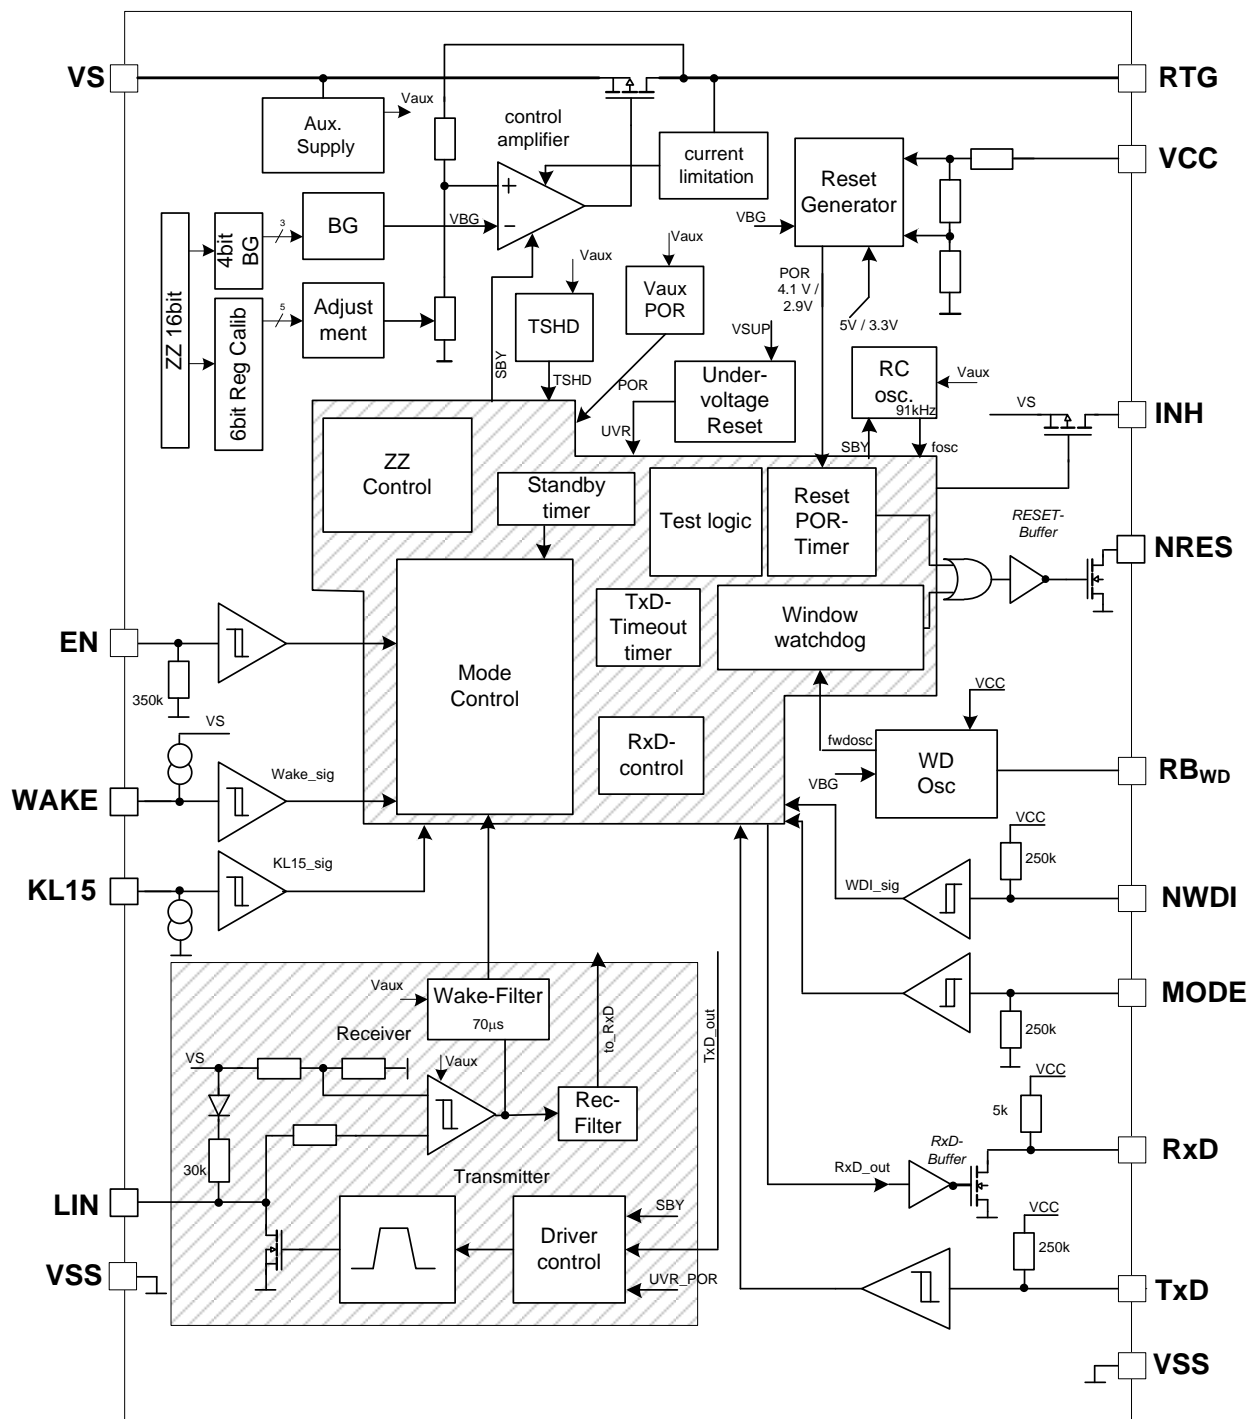 VS
RTG
Aux.
Supply
Vaux
control
amplifier
current
limitation
Reset
Generator
VCC
ZZ 16bit
4bit
BG
3
BG
VBG
+
−
VBG
6bit Reg Calib
5
Adjust
ment
SBY
Vaux
TSHD
TSHD
Vaux
Vaux
POR
POR
VSUP
Under-
voltage
Reset
UVR
POR
4.1 V /
2.9V
5V / 3.3V
RC
osc.
91kHz
Vaux
SBY
fosc
VS
INH
ZZ
Control
Standby
timer
Test logic
Reset
POR-
Timer
RESET-
Buffer
NRES
EN
350k
Mode
Control
TxD-
Timeout
timer
Window
watchdog
VS
WAKE
Wake_sig
RxD-
control
fwdosc
VBG
VCC
WD
Osc
RBWD
KL15
KL15_sig
WDI_sig
VCC
250k
NWDI
Vaux
Wake-Filter
70µs
to_RxD
TxD_out
MODE
250k
Receiver
VS
Vaux
Rec-
Filter
30k
VCC
5k
RxD-
Buffer
RxD_out
RxD
LIN
Transmitter
SBY
Driver
control
UVR_POR
VCC
250k
TxD
VSS
VSS